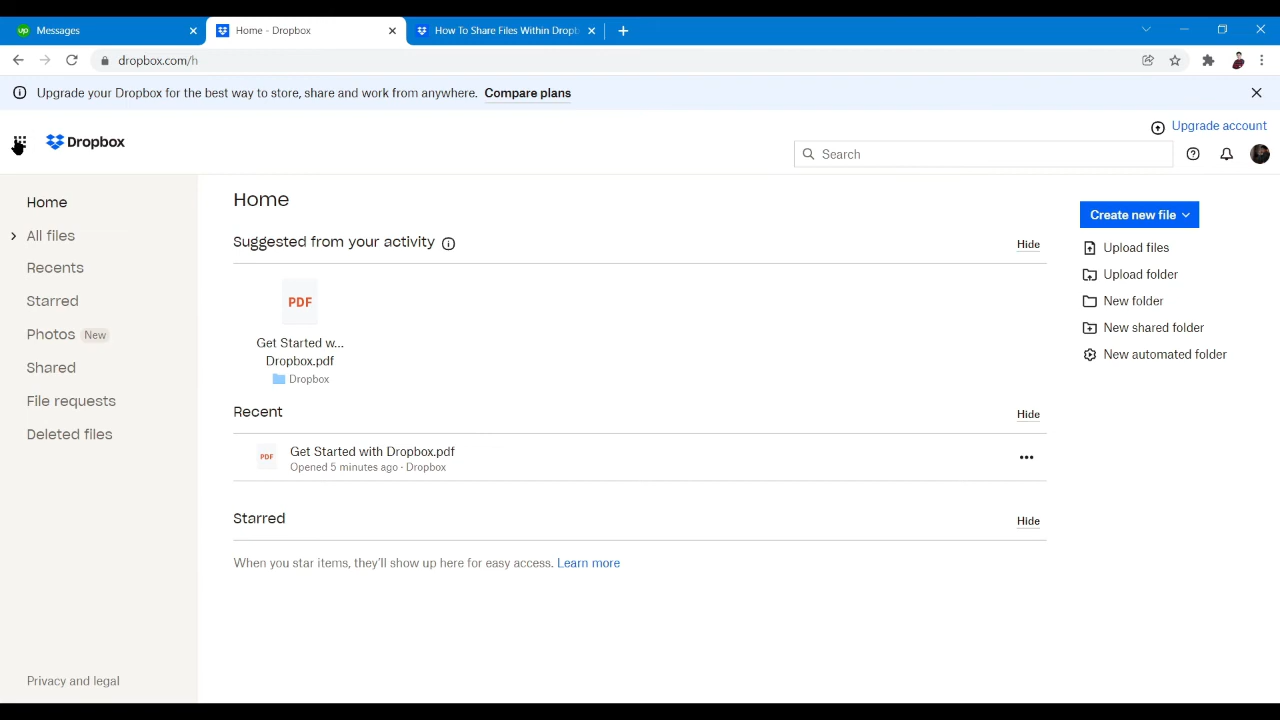 up Messages
Home - Dropbox
How To Share Files Within Dropb
dropbox.com/h
Upgrade your Dropbox for the best way to store, share and work from anywhere. Compare plans
Upgrade account
Dropbox
Search
Home
All files
Recents
Starred
Photos New
Shared
File requests
Deleted files
Privacy and legal
Home
Suggested from your activity
Hide
PDF
Get Started w...
Dropbox.pdf
Dropbox
Recent
Hide
PDF
Get Started with Dropbox.pdf
Opened 5 minutes ago · Dropbox
Starred
Hide
When you star items, they'll show up here for easy access. Learn more
Create new file
Upload files
Upload folder
New folder
New shared folder
New automated folder